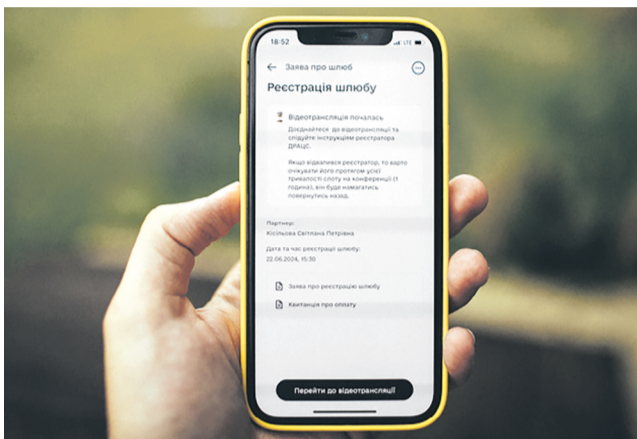 18:52
LTE
Заява про шлюб
Реєстрація шлюбу
Відеотрансляція почалась
Доєднайтеся до відеотрансляції та
слідуйте інструкціям реєстратора
ДРАЦС.
Якщо відвалився реєстратор, то варто
очікувати його протягом усієї
тривалості слоту на конференції (1
година), він буде намагатись
повернутись назад.
Партнер:
Кісільова Світлана Петрівна
Дата та час реєстрації шлюбу:
22.06.2024, 15:30
Заява про реєстрацію шлюбу
Квитанція про оплату
Перейти до відеотрансляції